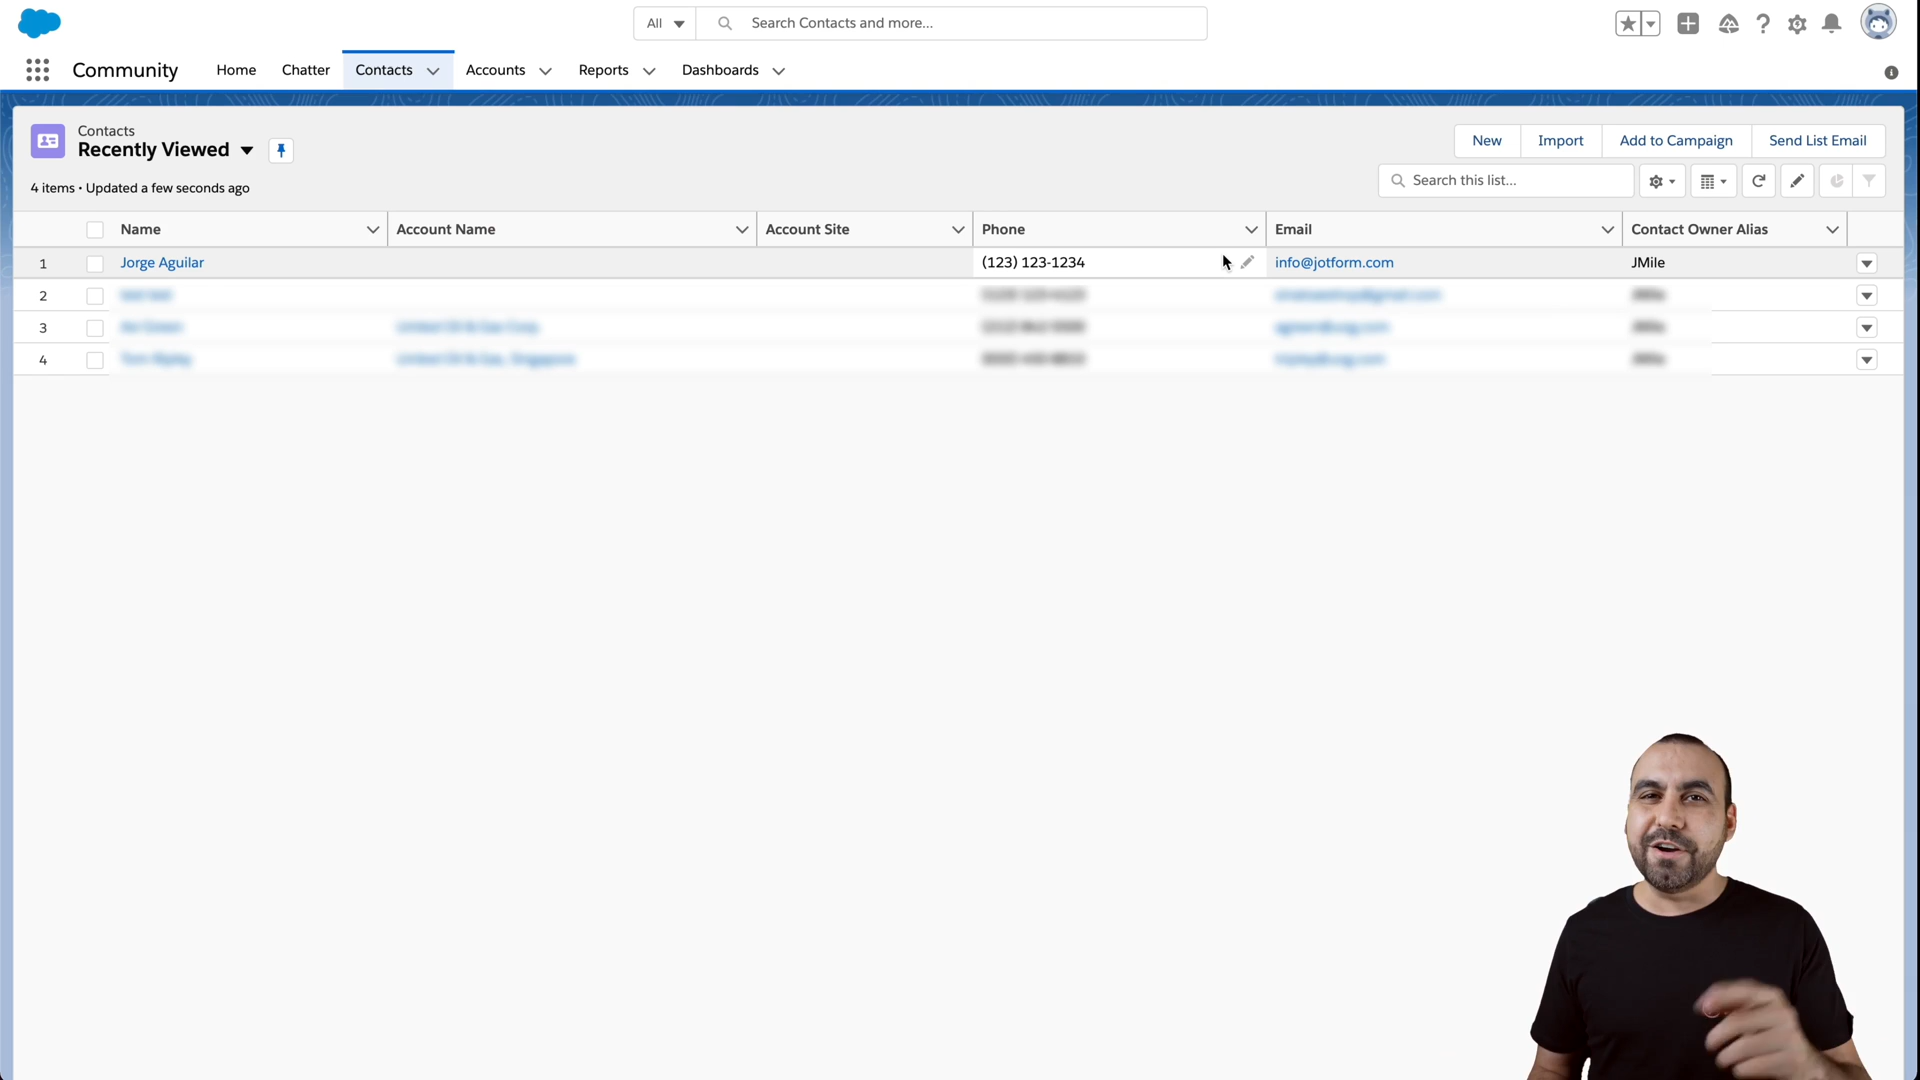 All
Search Contacts and more...
Community
Home
Chatter
Contacts
Accounts
Reports
Dashboards
Contacts
Recently Viewed
New
Import
Add to Campaign
Send List Email
4 items • Updated a few seconds ago
Search this list...
Name
Account Name
Account Site
Phone
Email
Contact Owner Alias
1
Jorge Aguilar
(123) 123-1234
info@jotform.com
JMile
2
3
4